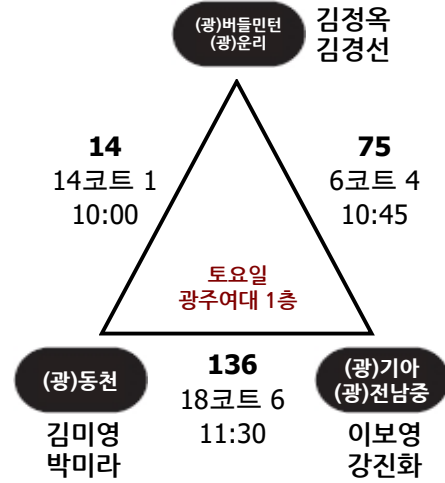 (광)버들민턴
(광)운리
김정옥
김경선
14
14코트 1
10:00
75
6코트 4
10:45
토요일
광주여대 1층
(광)동천
김미영
박미라
136
18코트 6
11:30
(광)기아
(광)전남중
이보영
강진화